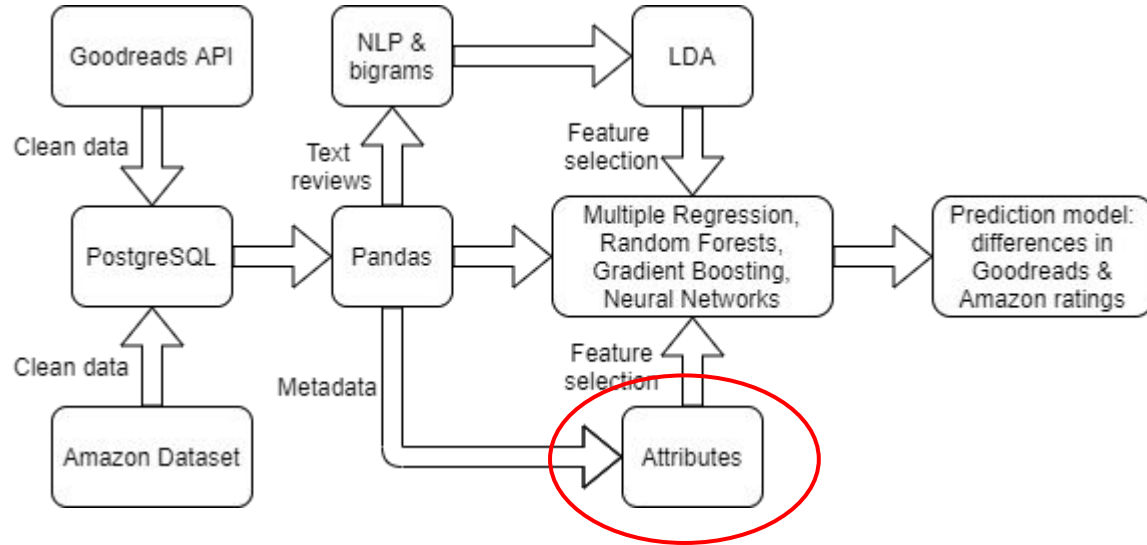 Goodreads API
NLP &
bigrams
LDA
Clean data
Text
reviews
Feature
selection
PostgreSQL
Pandas
Multiple Regression,
Random Forests,
Gradient Boosting,
Neural Networks
Prediction model:
differences in
Goodreads &
Amazon ratings
Clean data
Metadata
Feature
selection
Amazon Dataset
Attributes